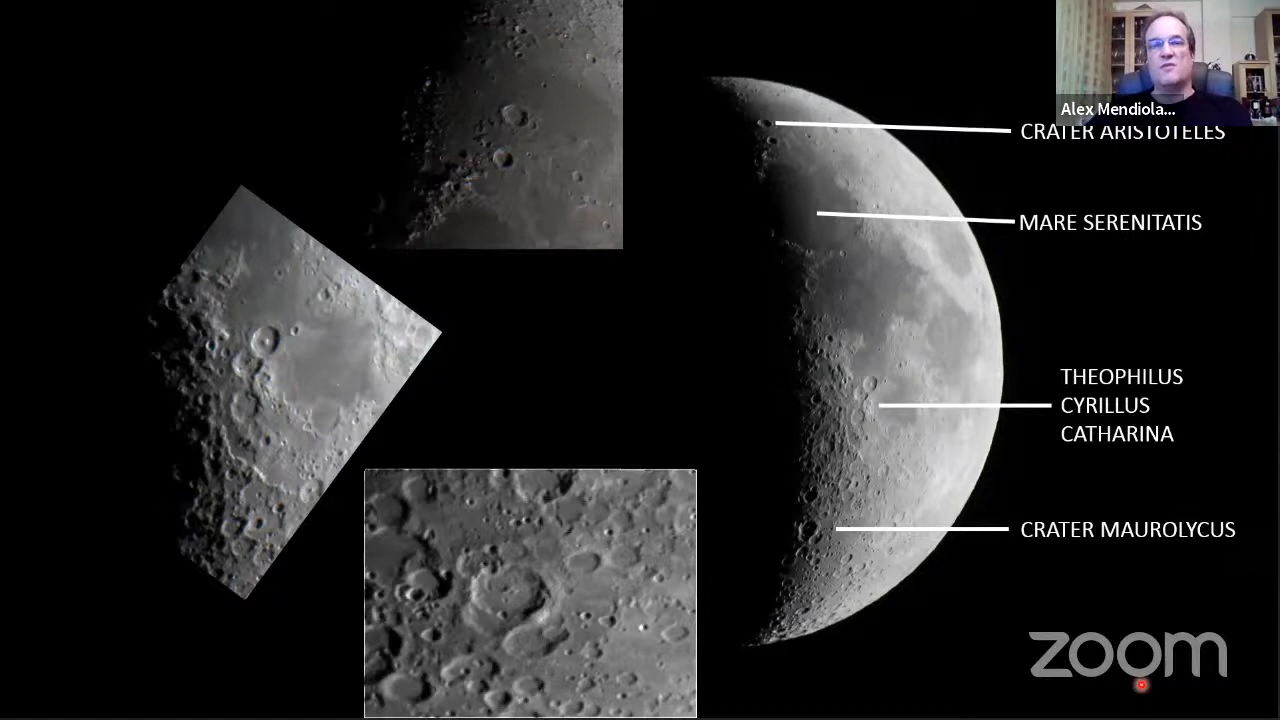 Alex Mendiola...
CRATER ARISTOTELES
MARE SERENITATIS
THEOPHILUS
CYRILLUS
CATHARINA
CRATER MAUROLYCUS
zoom